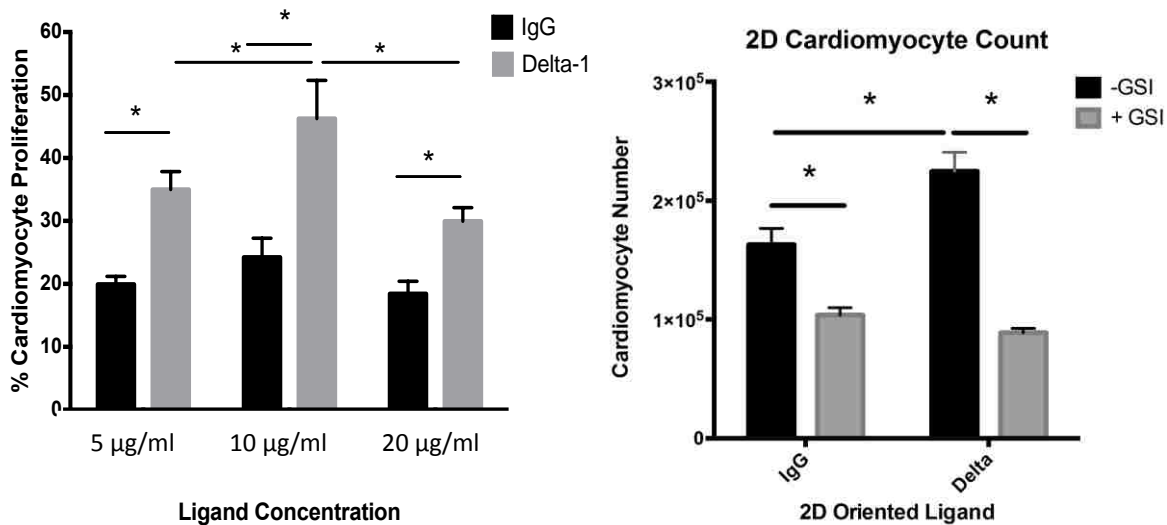 60
50
40
30
20
10
0
% Cardiomyocyte Proliferation
*
*
*
*
*
IgG
Delta-1
5 µg/ml
10 µg/ml
20 µg/ml
Ligand Concentration
2D Cardiomyocyte Count
3×10⁵
2×10⁵
1×10⁵
0
Cardiomyocyte Number
*
*
*
-GSI
+ GSI
IgG
Delta
2D Oriented Ligand